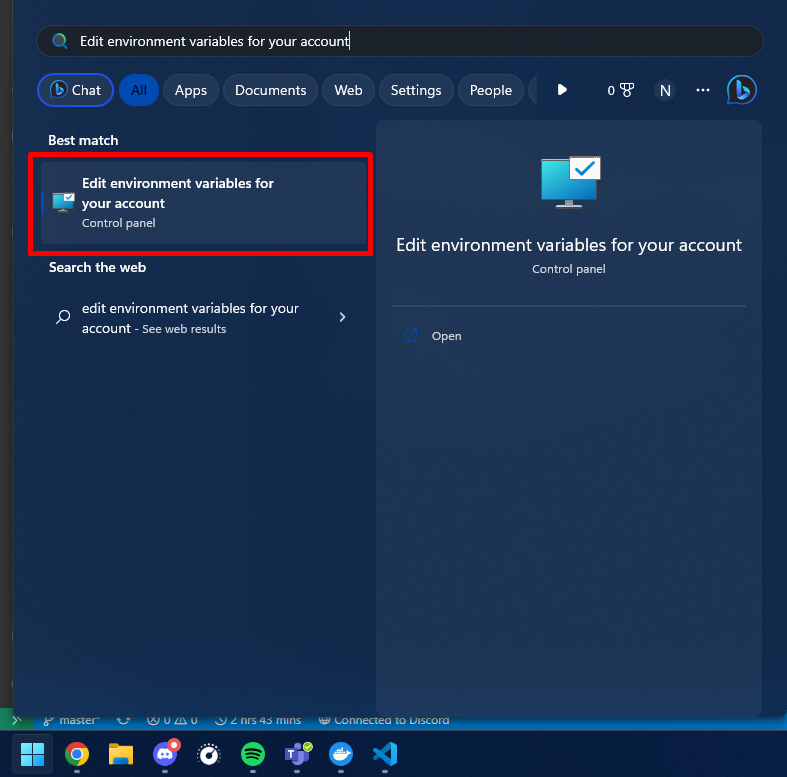 Edit environment variables for your account
Chat All Apps Documents Web Settings People 0 N
Best match
Edit environment variables for
your account
Control panel
Search the web
edit environment variables for your
account - See web results
Edit environment variables for your account
Control panel
Open
master* 0 0 2 hrs 43 mins Connected to Discord